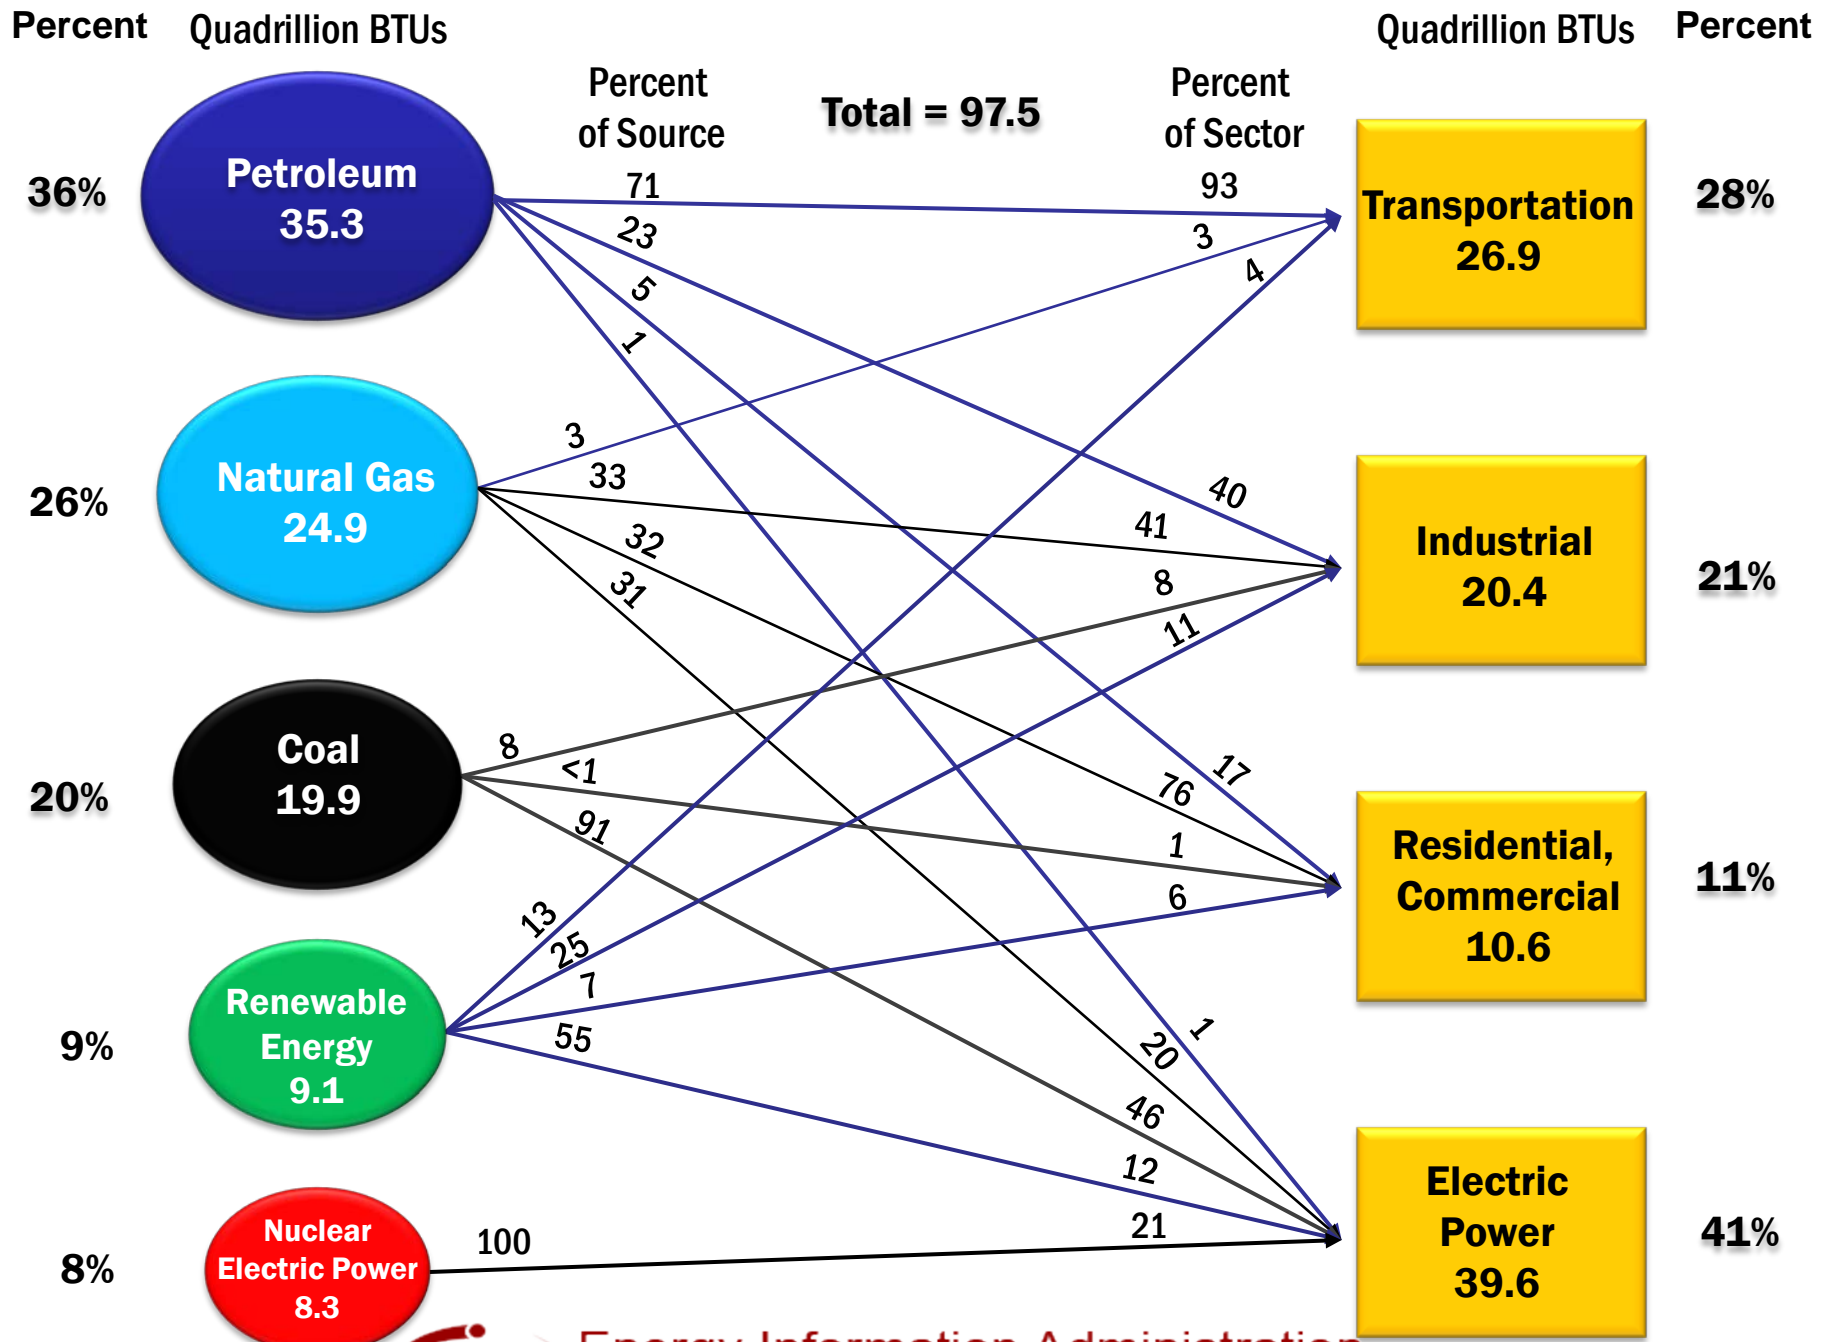 Percent
Quadrillion BTUs
Quadrillion BTUs
Percent
Percent
of Source
Total = 97.5
Percent
of Sector
36%
Petroleum
35.3
71
23
5
1
93
3
4
Transportation
26.9
28%
26%
Natural Gas
24.9
3
33
32
31
40
41
8
11
Industrial
20.4
21%
20%
Coal
19.9
8
<1
91
17
76
1
6
Residential,
Commercial
10.6
11%
9%
Renewable
Energy
9.1
13
25
7
55
1
20
46
12
21
Electric
Power
39.6
41%
8%
Nuclear
Electric Power
8.3
100
Energy Information Administration